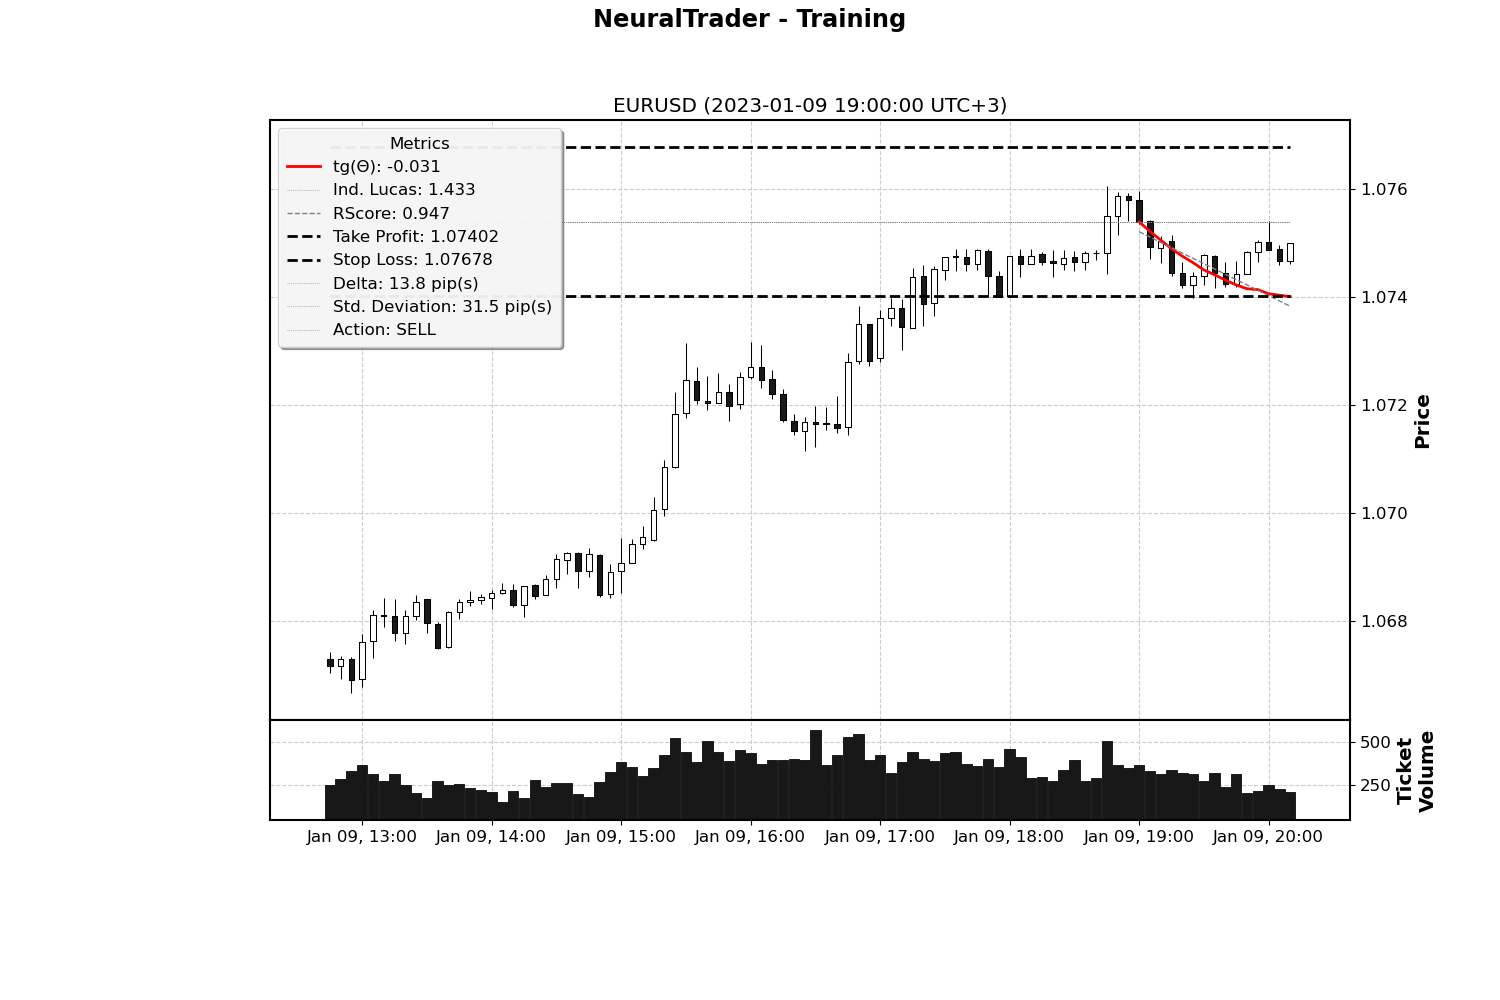 NeuralTrader - Training
EURUSD (2023-01-09 19:00:00 UTC+3)
Metrics
tg(Θ): -0.031
Ind. Lucas: 1.433
RScore: 0.947
Take Profit: 1.07402
Stop Loss: 1.07678
Delta: 13.8 pip(s)
Std. Deviation: 31.5 pip(s)
Action: SELL
1.076
1.074
1.072
1.070
1.068
Price
500
250
Ticket
Volume
Jan 09, 13:00
Jan 09, 14:00
Jan 09, 15:00
Jan 09, 16:00
Jan 09, 17:00
Jan 09, 18:00
Jan 09, 19:00
Jan 09, 20:00